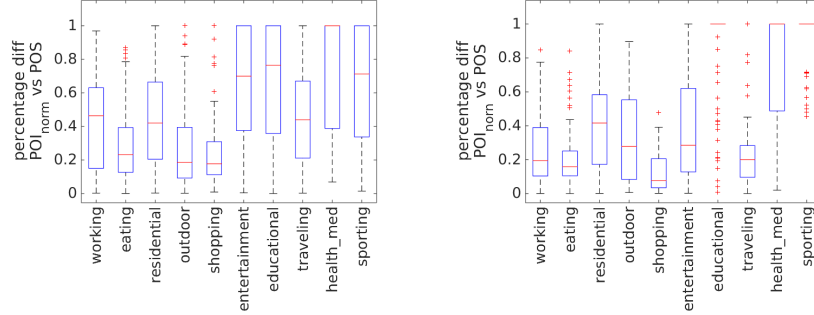 percentage diff
POI_norm vs POS
1
0.8
0.6
0.4
0.2
0
working
eating
residential
outdoor
shopping
entertainment
educational
traveling
health_med
sporting
percentage diff
POI_norm vs POS
1
0.8
0.6
0.4
0.2
0
working
eating
residential
outdoor
shopping
entertainment
educational
traveling
health_med
sporting